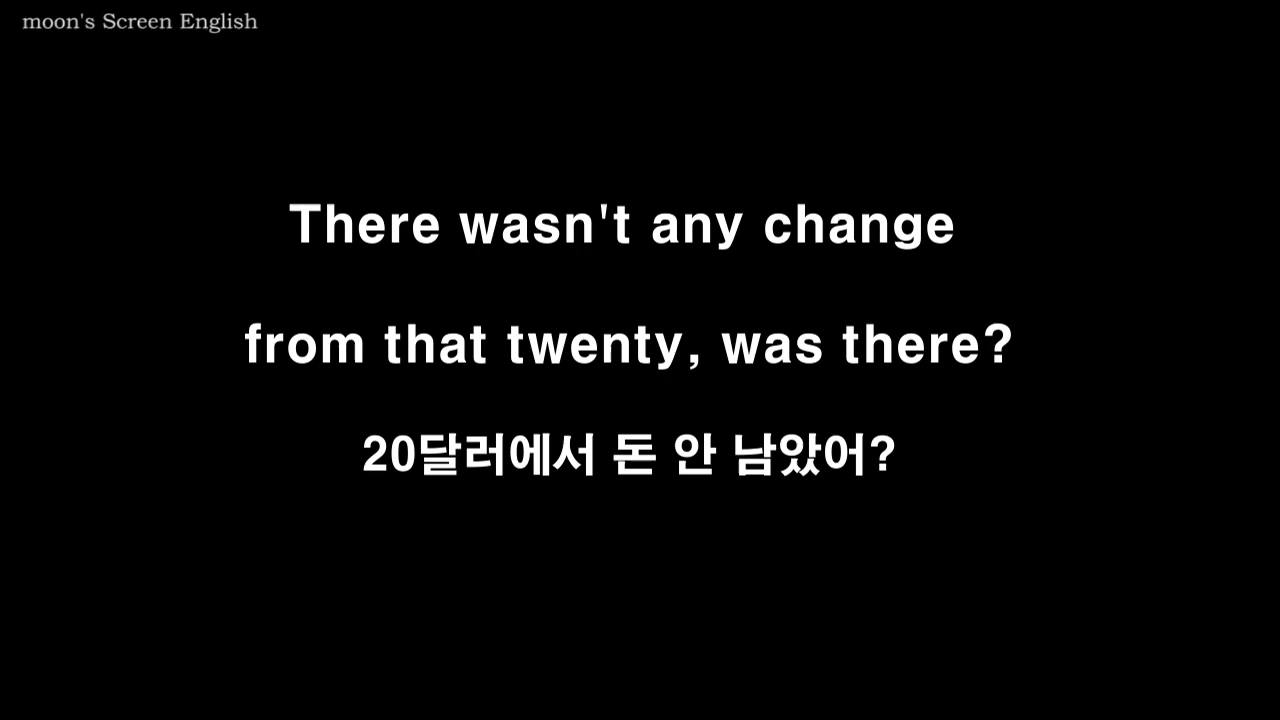 moon's Screen English
There wasn't any change
from that twenty, was there?
20달러에서 돈 안 남았어?